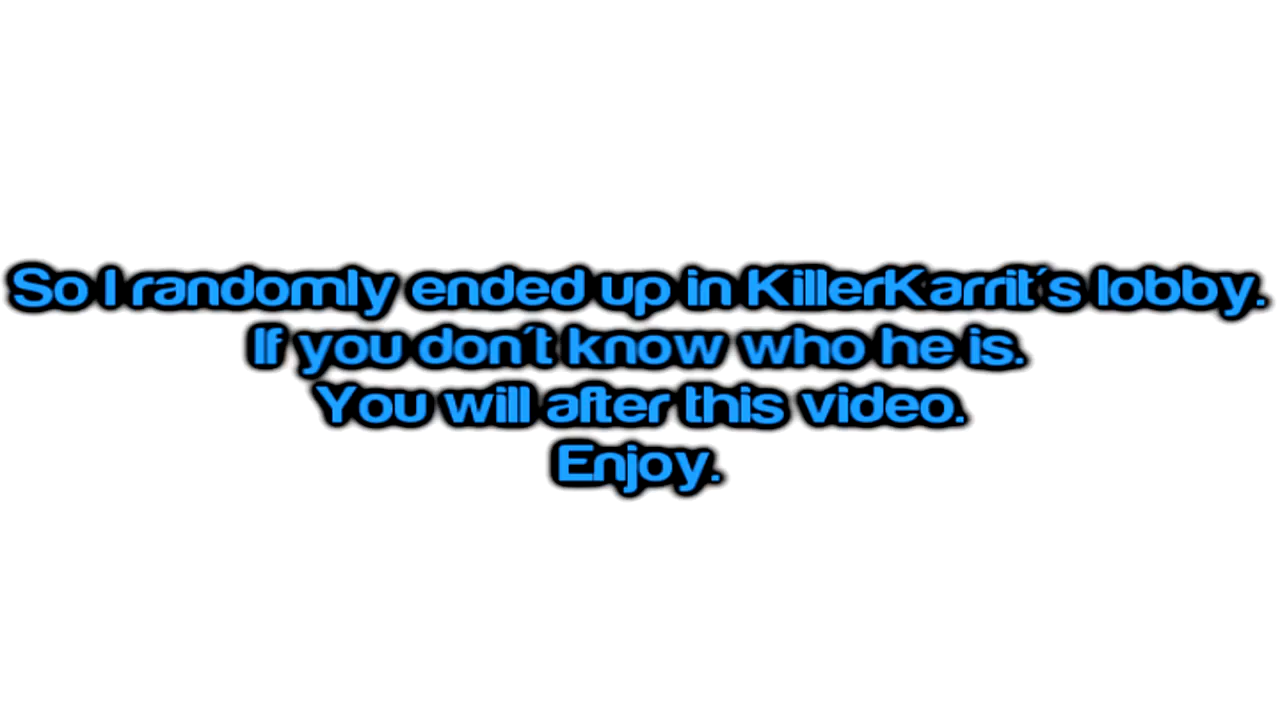 So I randomly ended up in KillerKarrit´s lobby.
If you don´t know who he is.
You will after this video.
Enjoy.